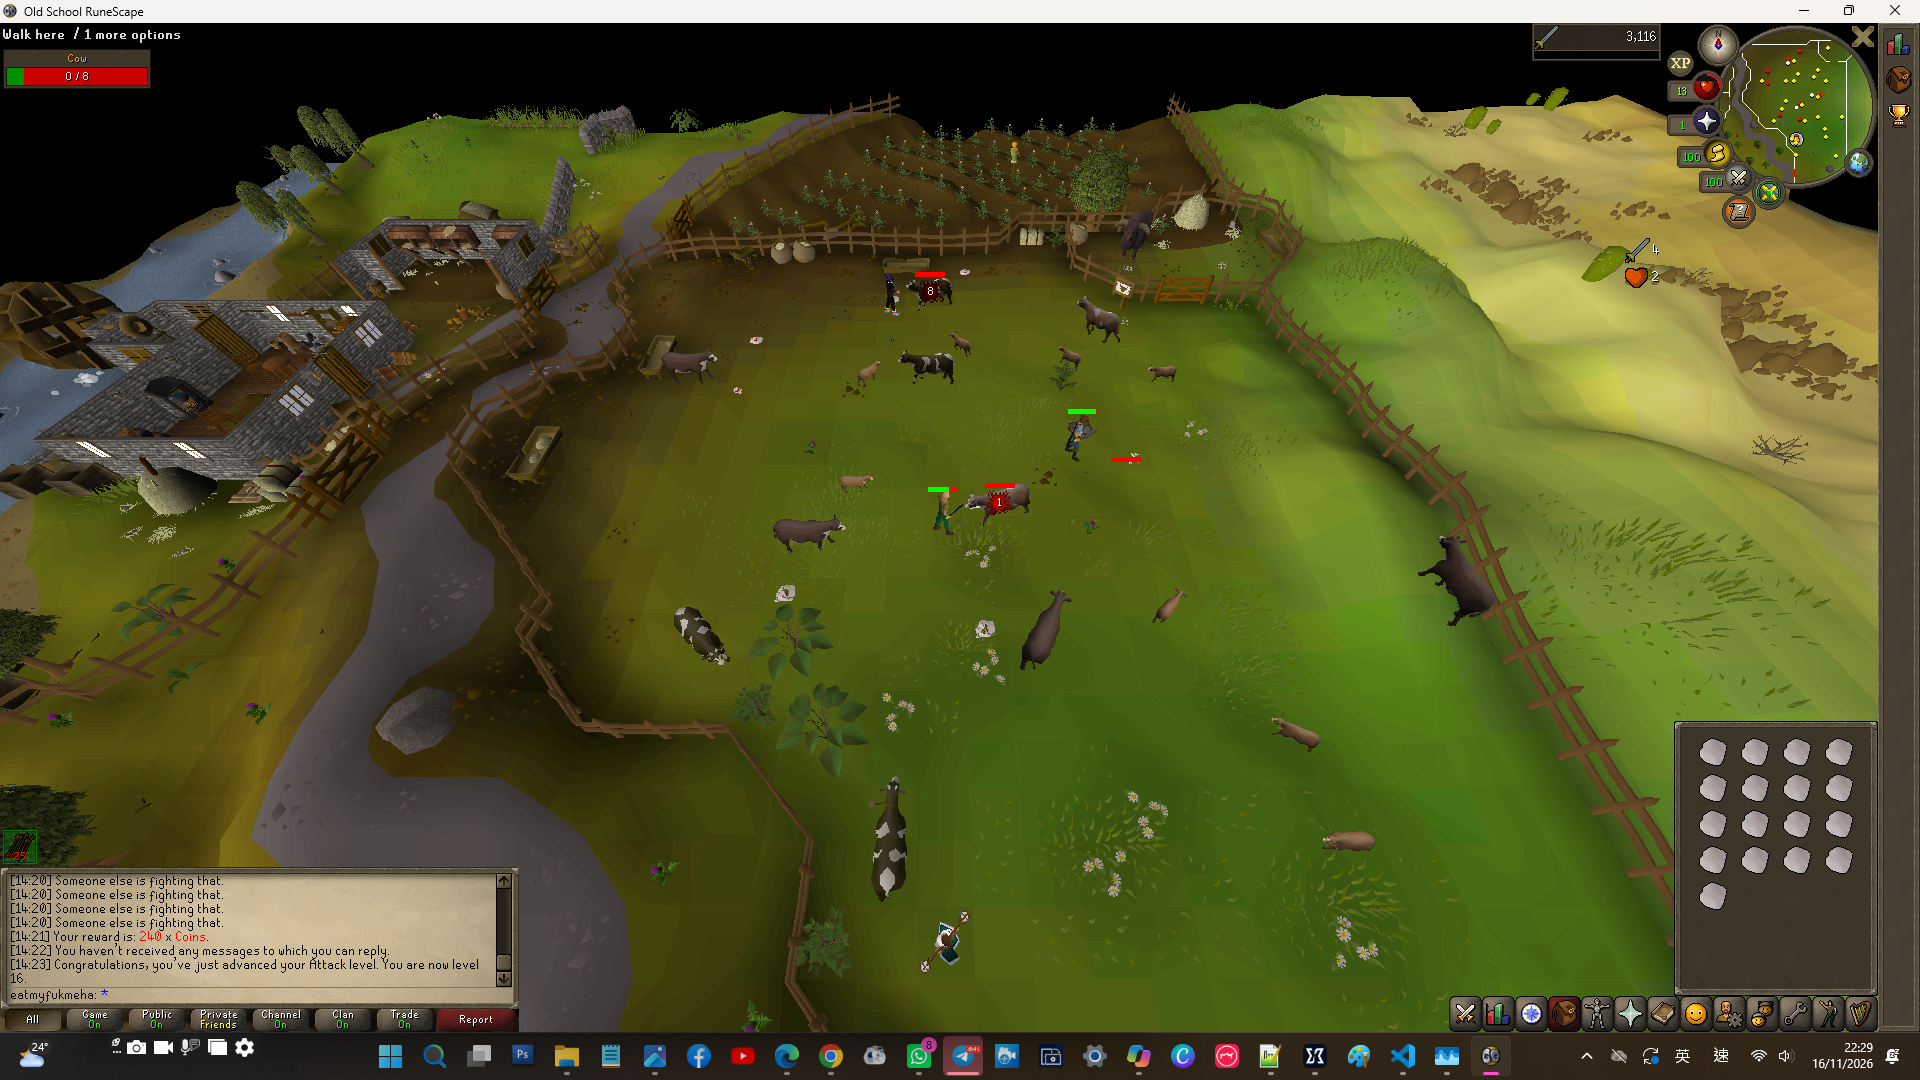 Old School RuneScape
Walk here / 1 more options
Cow
0 / 8
3,116
XP
N
13
1
100
100
4
2
8
1
-25
[14:20] Someone else is fighting that.
[14:20] Someone else is fighting that.
[14:20] Someone else is fighting that.
[14:20] Someone else is fighting that.
[14:21] Your reward is: 240 x Coins.
[14:22] You haven't received any messages to which you can reply.
[14:23] Congratulations, you've just advanced your Attack level. You are now level
16.
eatmyfukmeha: *
All
Game
On
Public
On
Private
Friends
Channel
On
Clan
On
Trade
On
Report
24°
Ps
8
英
速
22:29
16/11/2026